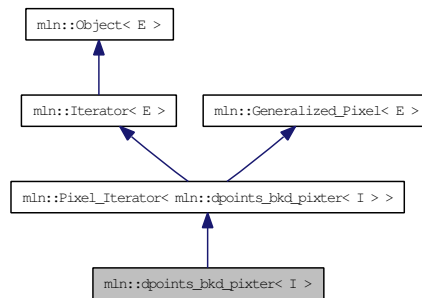 mln::Object< E >
mln::Iterator< E >
mln::Generalized_Pixel< E >
mln::Pixel_Iterator< mln::dpoints_bkd_pixter< I > >
mln::dpoints_bkd_pixter< I >